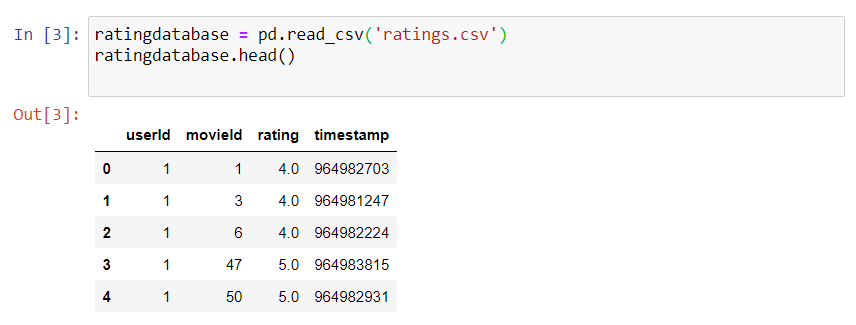 In [3]: ratingdatabase = pd.read_csv('ratings.csv')
ratingdatabase.head()
Out[3]:
userId movieId rating timestamp
0 1 1 4.0 964982703
1 1 3 4.0 964981247
2 1 6 4.0 964982224
3 1 47 5.0 964983815
4 1 50 5.0 964982931